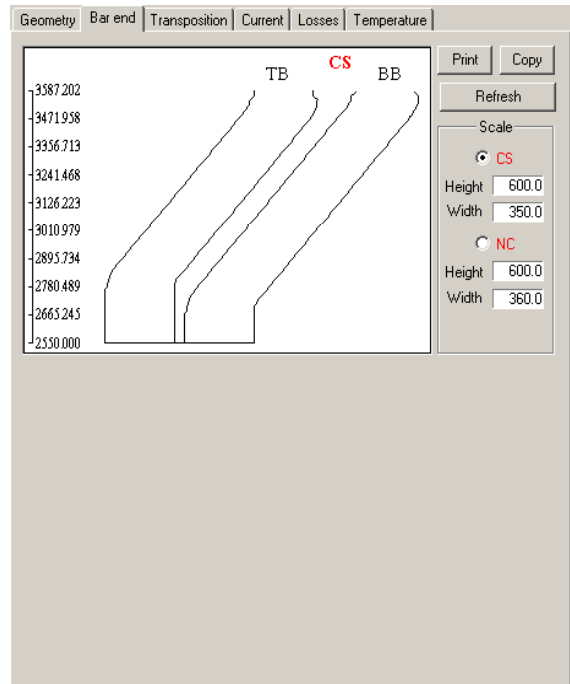 Geometry Bar end Transposition Current Losses Temperature
TB CS BB
3587.202
3471.958
3356.713
3241.468
3126.223
3010.979
2895.734
2780.489
2665.245
2550.000
Print Copy
Refresh
Scale
CS
Height 600.0
Width 350.0
NC
Height 600.0
Width 360.0